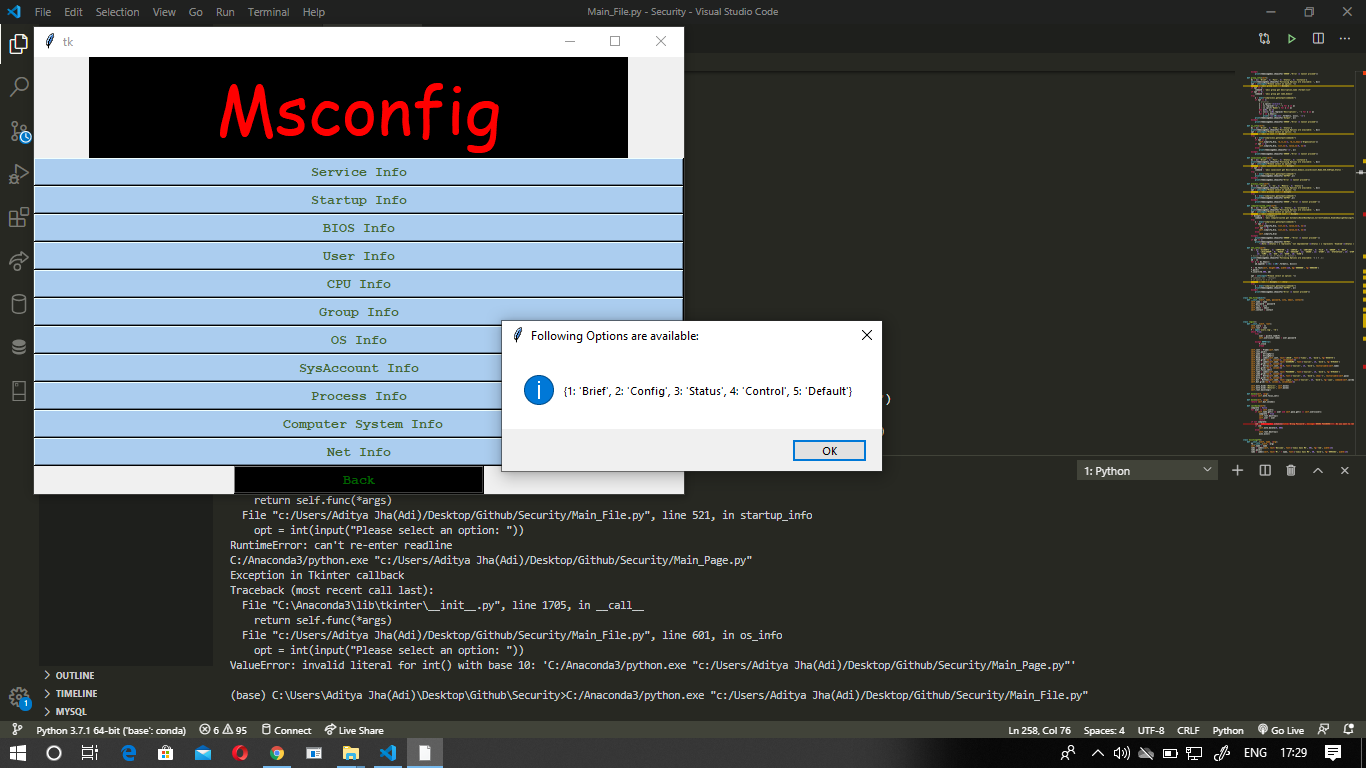 File Edit Selection View Go Run Terminal Help
Main_File.py - Security - Visual Studio Code
tk
Msconfig
Service Info
Startup Info
BIOS Info
User Info
CPU Info
Group Info
OS Info
SysAccount Info
Process Info
Computer System Info
Net Info
Back
Following Options are available:
{1: 'Brief', 2: 'Config', 3: 'Status', 4: 'Control', 5: 'Default'}
OK
')
)
1: Python
return self.func(*args)
File "c:/Users/Aditya Jha(Adi)/Desktop/Github/Security/Main_File.py", line 521, in startup_info
opt = int(input("Please select an option: "))
RuntimeError: can't re-enter readline
C:/Anaconda3/python.exe "c:/Users/Aditya Jha(Adi)/Desktop/Github/Security/Main_Page.py"
Exception in Tkinter callback
Traceback (most recent call last):
File "C:\Anaconda3\lib\tkinter\__init__.py", line 1705, in __call__
return self.func(*args)
File "c:/Users/Aditya Jha(Adi)/Desktop/Github/Security/Main_File.py", line 601, in os_info
opt = int(input("Please select an option: "))
ValueError: invalid literal for int() with base 10: 'C:/Anaconda3/python.exe "c:/Users/Aditya Jha(Adi)/Desktop/Github/Security/Main_Page.py"'
(base) C:\Users\Aditya Jha(Adi)\Desktop\Github\Security>C:/Anaconda3/python.exe "c:/Users/Aditya Jha(Adi)/Desktop/Github/Security/Main_File.py"
OUTLINE
TIMELINE
MYSQL
1
Python 3.7.1 64-bit ('base': conda) 6 95 Connect Live Share
Ln 258, Col 76 Spaces: 4 UTF-8 CRLF Python Go Live
ENG 17:29